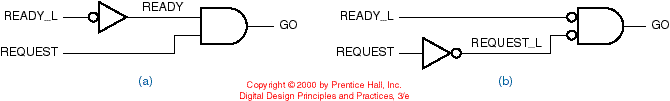 READY_L
READY
GO
REQUEST
(a)
READY_L
GO
REQUEST
REQUEST_L
(b)
Copyright © 2000 by Prentice Hall, Inc.
Digital Design Principles and Practices, 3/e